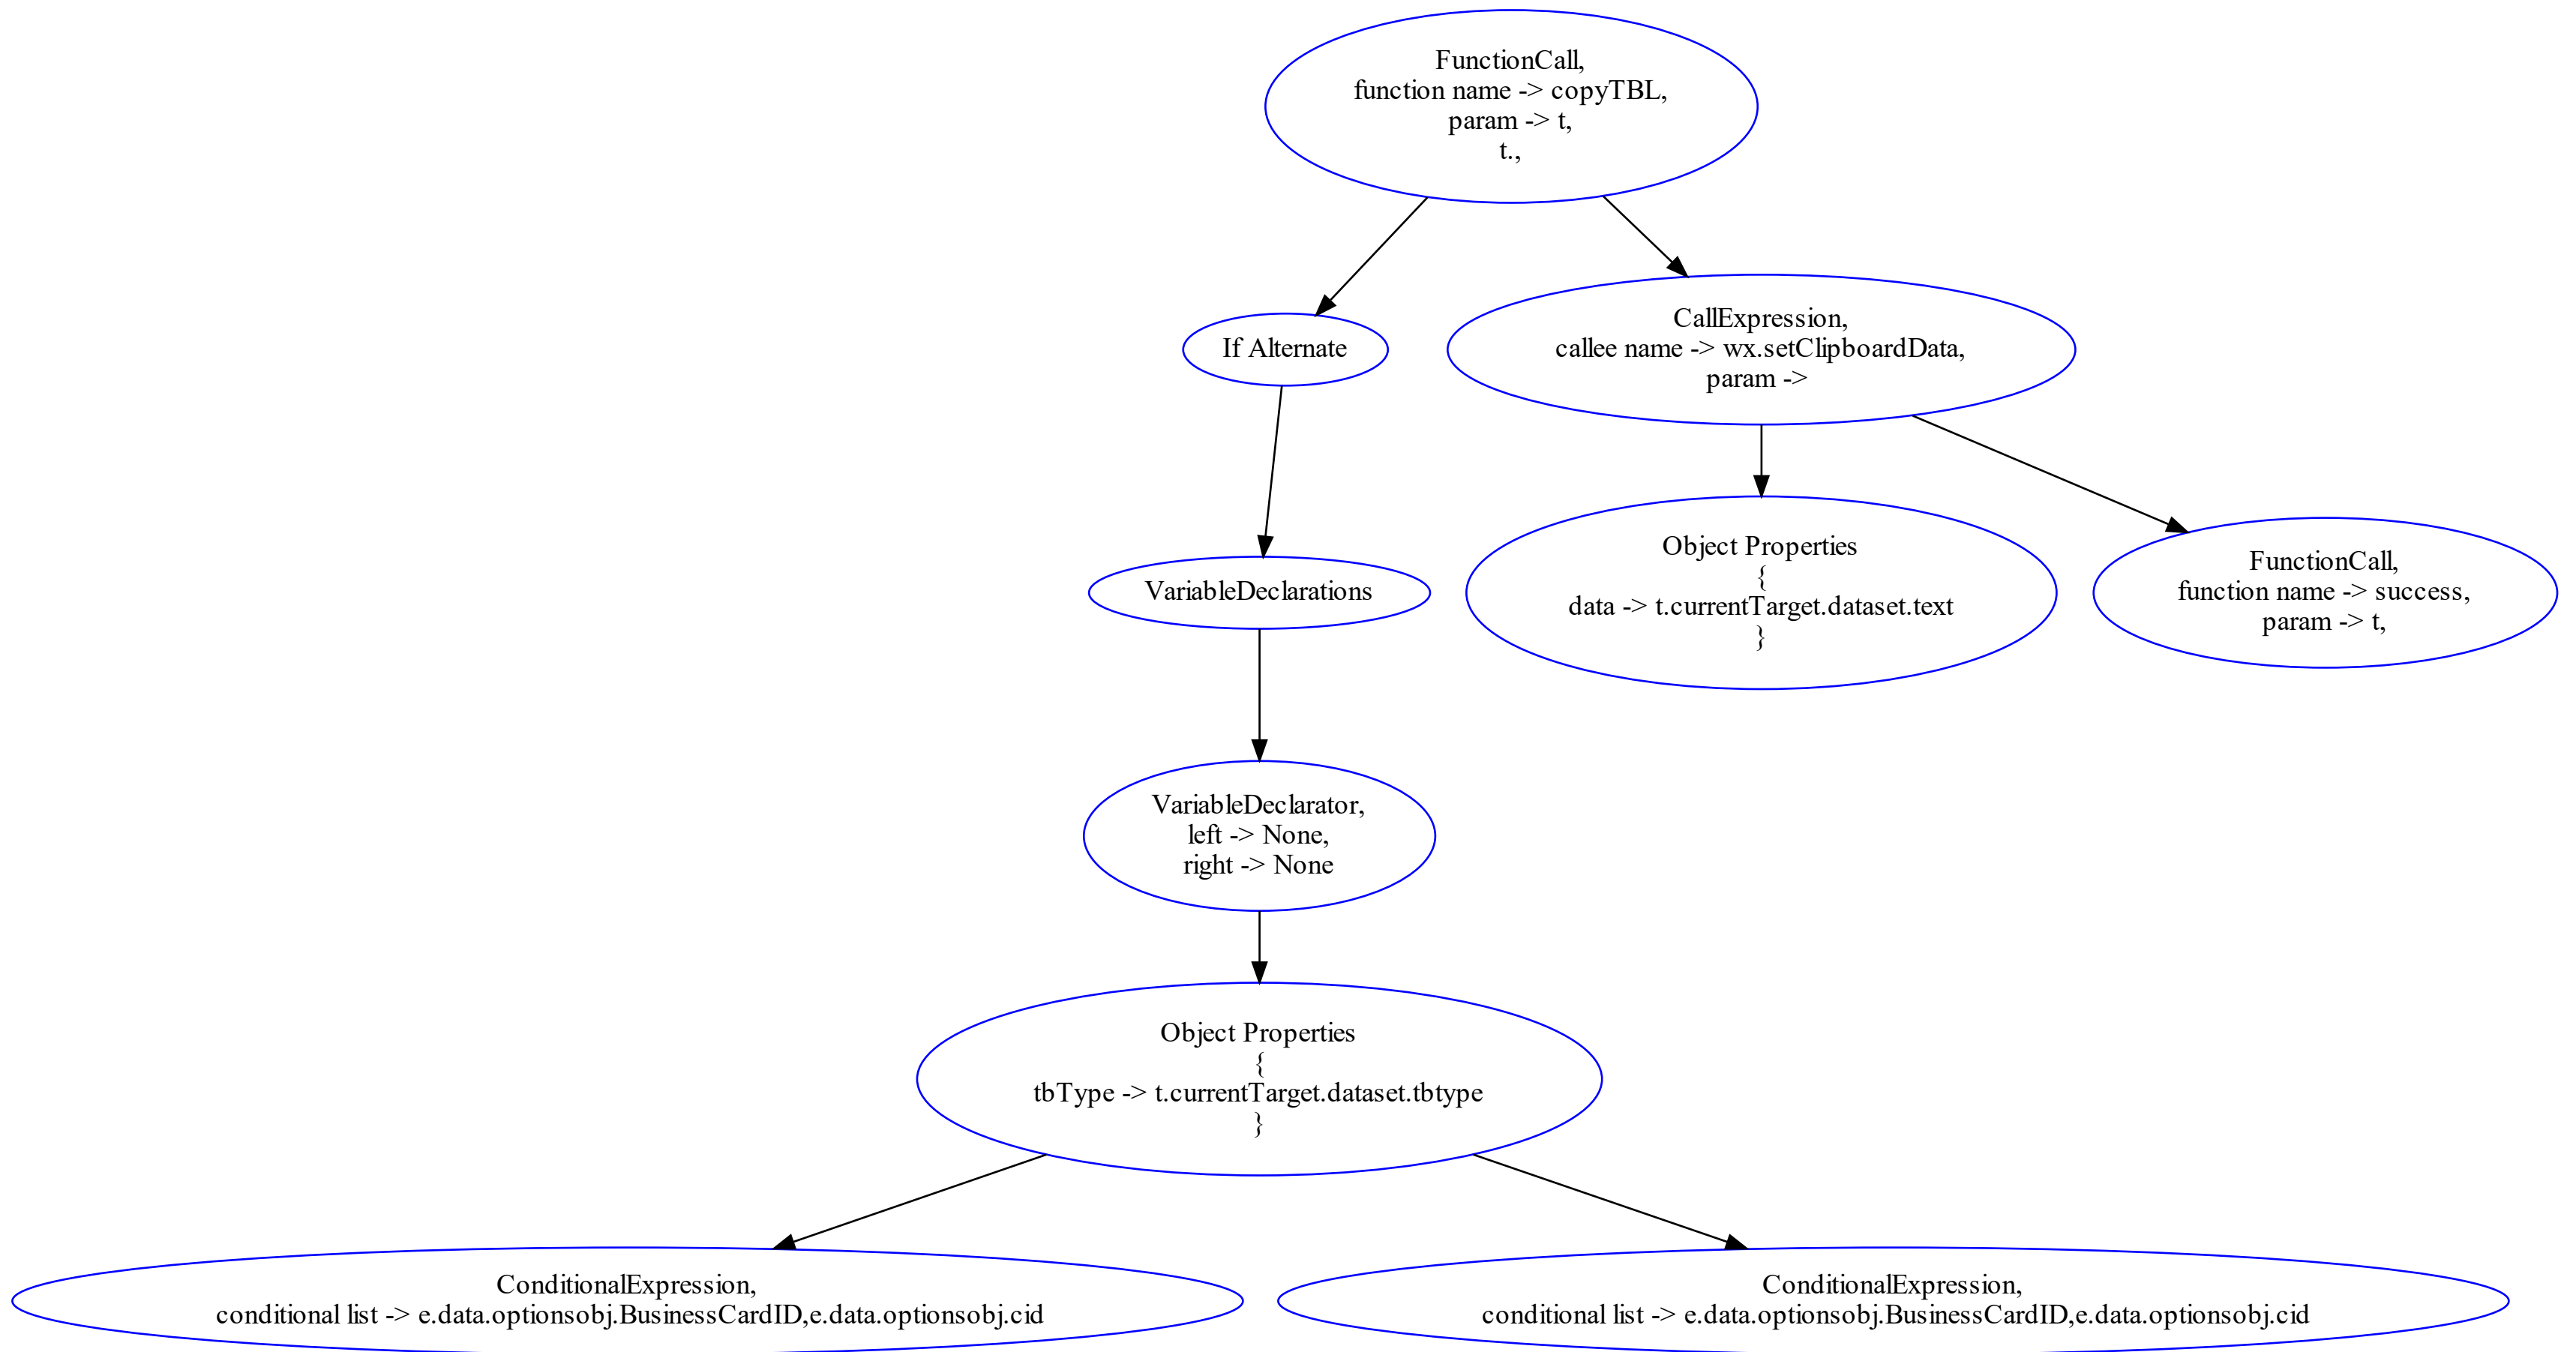 FunctionCall,
function name -> copyTBL,
param -> t,
t.,
If Alternate
CallExpression,
callee name -> wx.setClipboardData,
param ->
VariableDeclarations
Object Properties
{
data -> t.currentTarget.dataset.text
}
FunctionCall,
function name -> success,
param -> t,
VariableDeclarator,
left -> None,
right -> None
Object Properties
{
tbType -> t.currentTarget.dataset.tbtype
}
ConditionalExpression,
conditional list -> e.data.optionsobj.BusinessCardID,e.data.optionsobj.cid
ConditionalExpression,
conditional list -> e.data.optionsobj.BusinessCardID,e.data.optionsobj.cid